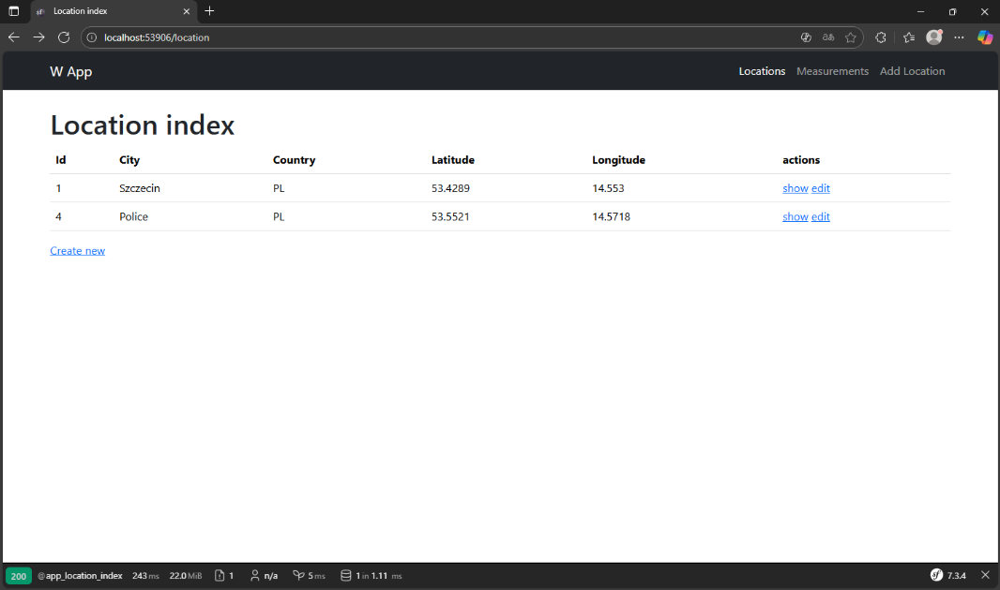 Location index
localhost:53906/location
W App
Locations Measurements Add Location
Location index
Id City Country Latitude Longitude actions
1 Szczecin PL 53.4289 14.553 show edit
4 Police PL 53.5521 14.5718 show edit
Create new
200 @app_location_index 243 ms 22.0 MiB 1 n/a 5 ms 1 in 1.11 ms 7.3.4